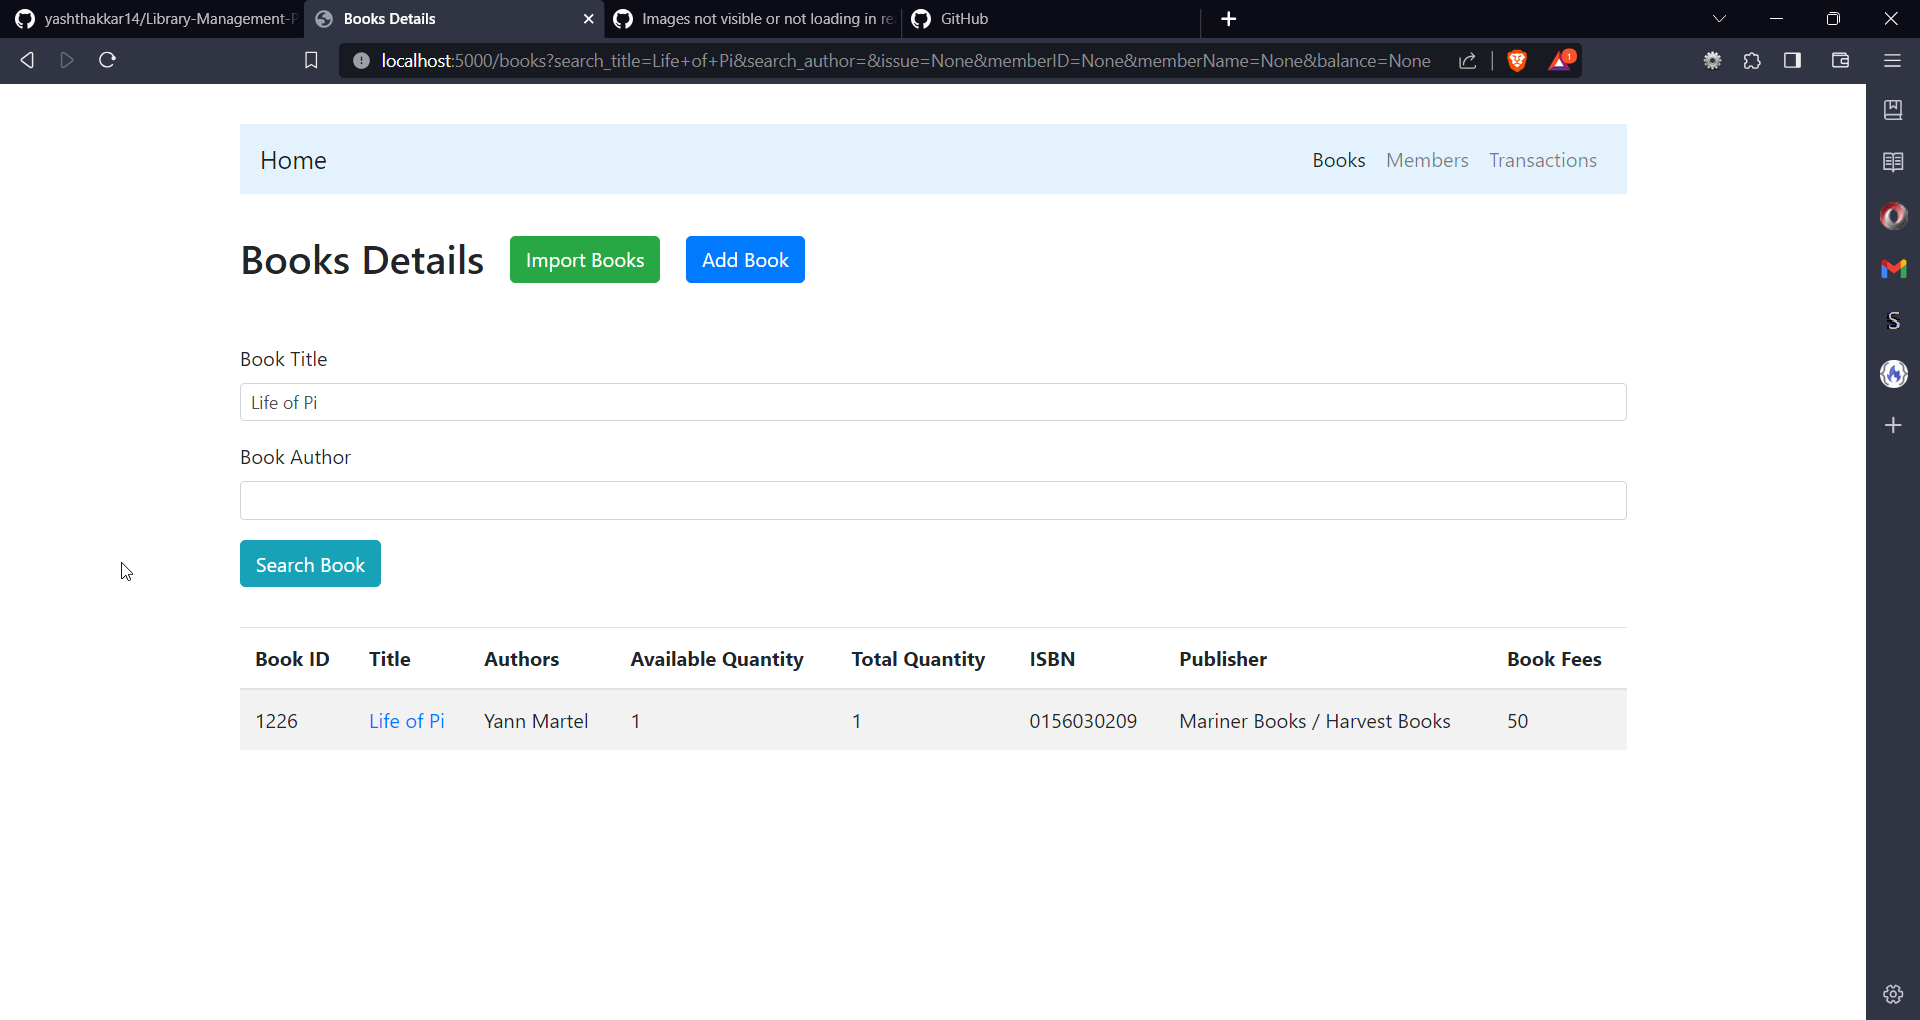 yashthakkar14/Library-Management-P
Books Details
Images not visible or not loading in re
GitHub
localhost:5000/books?search_title=Life+of+Pi&search_author=&issue=None&memberID=None&memberName=None&balance=None
1
Home
Books Members Transactions
S
Books Details Import Books Add Book
Book Title
Life of Pi
Book Author
Search Book
Book ID Title Authors Available Quantity Total Quantity ISBN Publisher Book Fees
1226 Life of Pi Yann Martel 1 1 0156030209 Mariner Books / Harvest Books 50